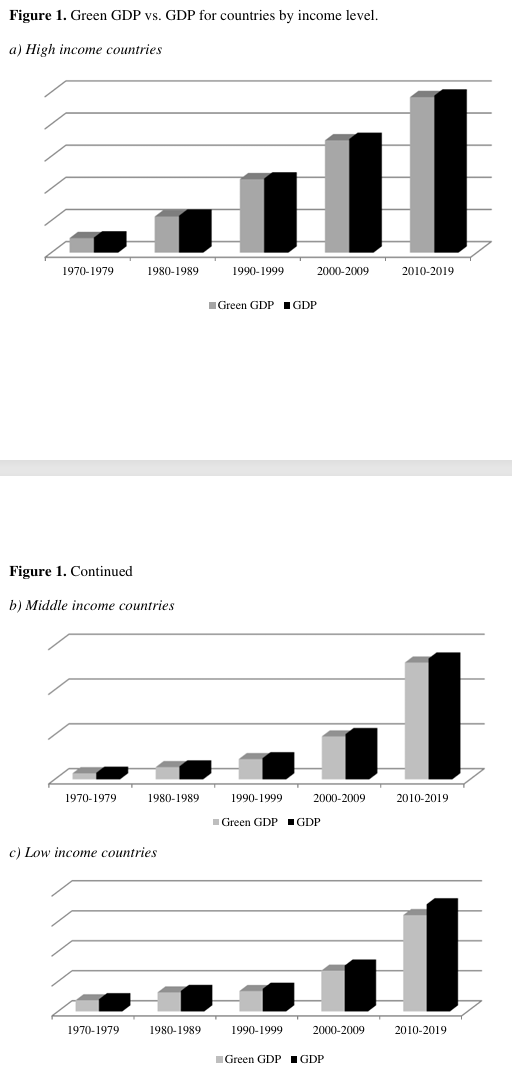 Figure 1. Green GDP vs. GDP for countries by income level.
a) High income countries
1970-1979 1980-1989 1990-1999 2000-2009 2010-2019
Green GDP GDP
Figure 1. Continued
b) Middle income countries
1970-1979 1980-1989 1990-1999 2000-2009 2010-2019
Green GDP GDP
c) Low income countries
1970-1979 1980-1989 1990-1999 2000-2009 2010-2019
Green GDP GDP